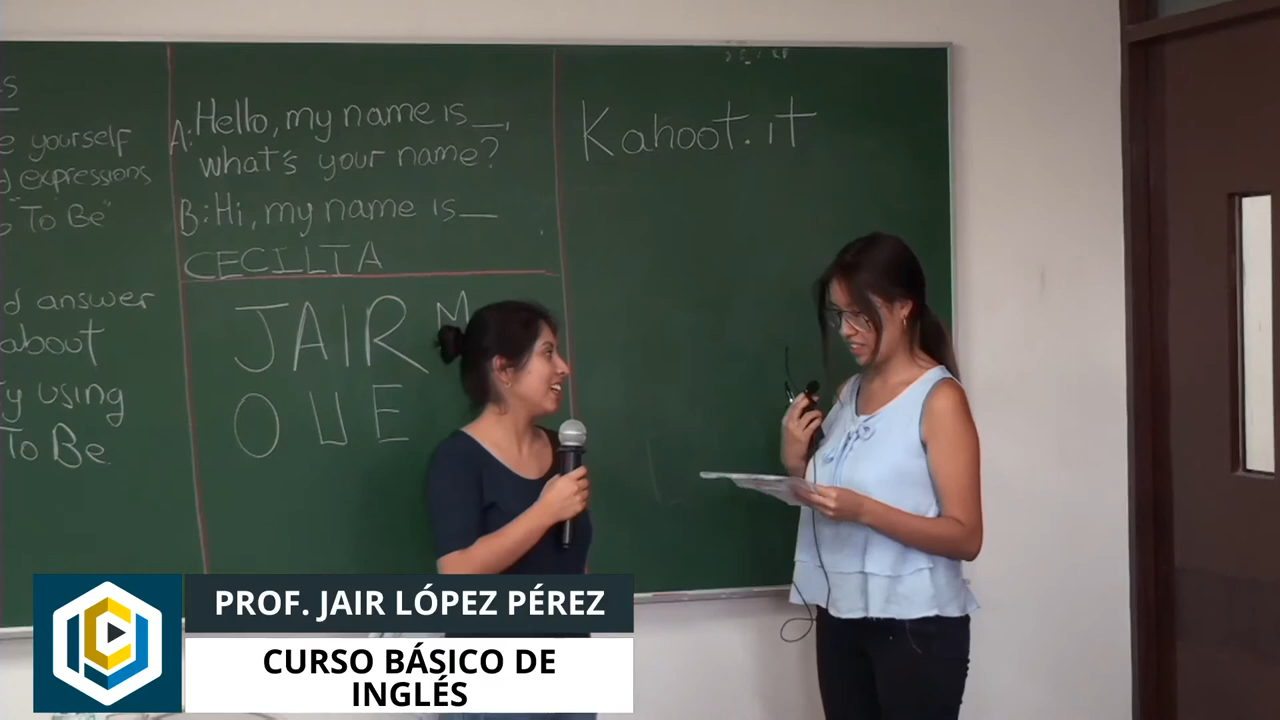 s
e yourself
d expressions
"To Be"
d answer
about
y using
To Be
A: Hello, my name is __,
what's your name?
B: Hi, my name is __
CECILIA
JAIR M
O U E
Kahoot.it
PROF. JAIR LÓPEZ PÉREZ
CURSO BÁSICO DE
INGLÉS